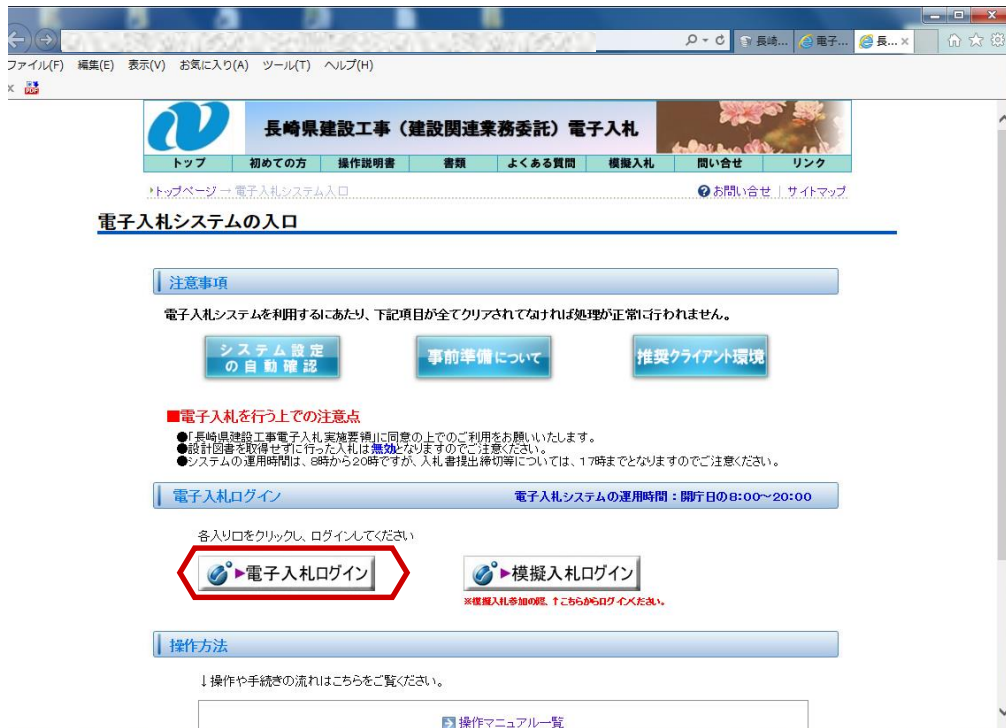 長崎... 電子... 長... ×
ファイル(F) 編集(E) 表示(V) お気に入り(A) ツール(T) ヘルプ(H)
× PDF
長崎県建設工事（建設関連業務委託）電子入札
トップ 初めての方 操作説明書 書類 よくある質問 模擬入札 問い合せ リンク
トップページ → 電子入札システム入口 お問い合せ | サイトマップ
電子入札システムの入口
注意事項
電子入札システムを利用するにあたり、下記項目が全てクリアされてなければ処理が正常に行われません。
システム設定の自動確認 事前準備について 推奨クライアント環境
■電子入札を行う上での注意点
●「長崎県建設工事電子入札実施要領」に同意の上でのご利用をお願いいたします。
●設計図書を取得せずに行った入札は無効となりますのでご注意ください。
●システムの運用時間は、8時から20時ですが、入札書提出締切等については、17時までとなりますのでご注意ください。
電子入札ログイン 電子入札システムの運用時間：開庁日の8:00～20:00
各入り口をクリックし、ログインしてください
▶電子入札ログイン ▶模擬入札ログイン
※模擬入札参加の際、↑こちらからログインください。
操作方法
↓操作や手続きの流れはこちらをご覧ください。
操作マニュアル一覧